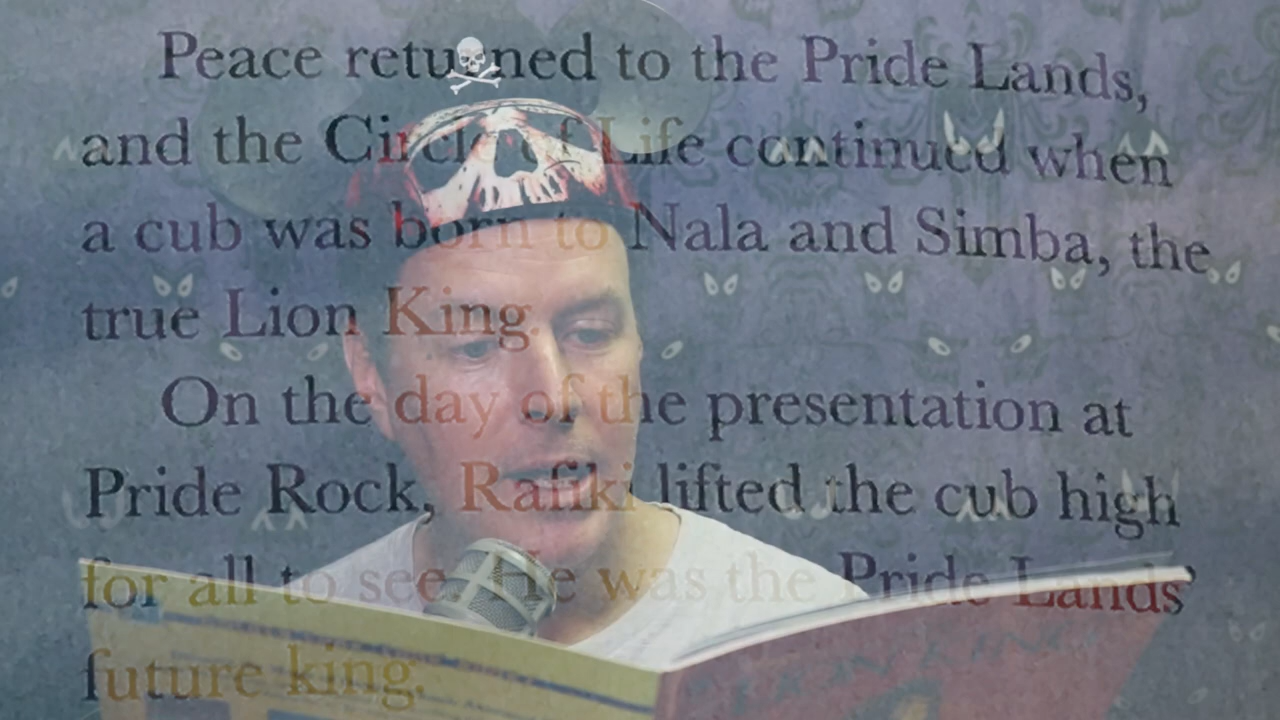 Peace returned to the Pride Lands,
and the Circle of Life continued when
a cub was born to Nala and Simba, the
true Lion King.
On the day of the presentation at
Pride Rock, Rafiki lifted the cub high
for all to see. He was the Pride Lands’
future king.